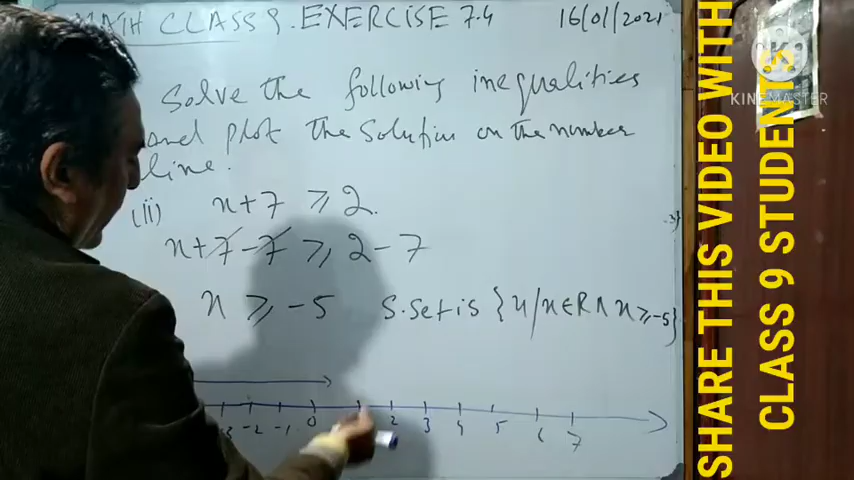 MATH CLASS 9. EXERCISE 7.4 16/01/2021
Solve the following inequalities
and plot the solution on the number
line.
(ii) x+7 ≥ 2.
x+7-7 ≥ 2-7
x ≥ -5 S.Set is {x/x∈R∧x≥-5}
-3 -2 -1 0 2 3 4 5 6 7
SHARE THIS VIDEO WITH
CLASS 9 STUDENTS
KINEMASTER